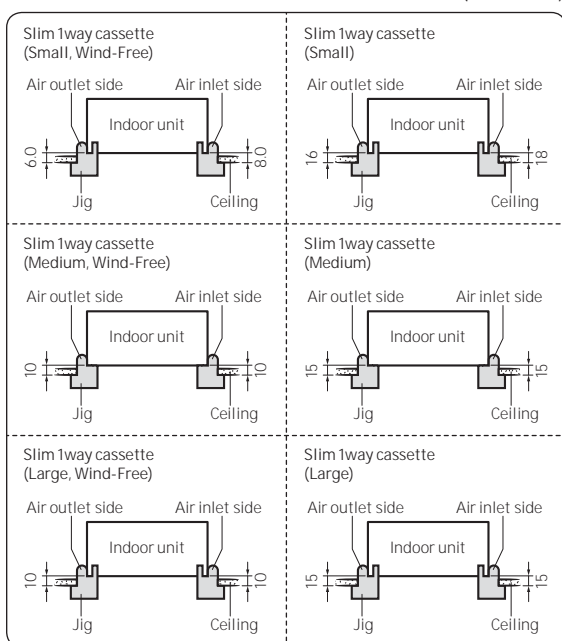 Slim 1way cassette
(Small, Wind-Free)
Air outlet side Air inlet side
Indoor unit
6.0
8.0
Jig Ceiling
Slim 1way cassette
(Small)
Air outlet side Air inlet side
Indoor unit
16
18
Jig Ceiling
Slim 1way cassette
(Medium, Wind-Free)
Air outlet side Air inlet side
Indoor unit
10
10
Jig Ceiling
Slim 1way cassette
(Medium)
Air outlet side Air inlet side
Indoor unit
15
15
Jig Ceiling
Slim 1way cassette
(Large, Wind-Free)
Air outlet side Air inlet side
Indoor unit
10
10
Jig Ceiling
Slim 1way cassette
(Large)
Air outlet side Air inlet side
Indoor unit
15
15
Jig Ceiling